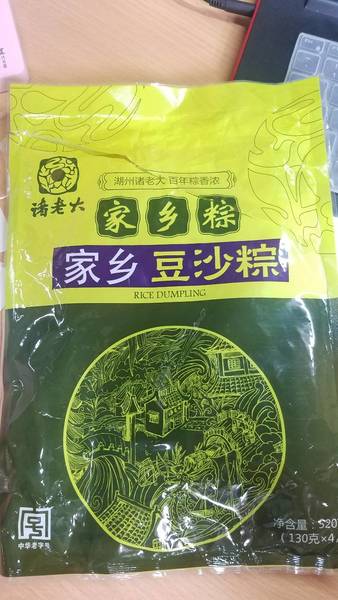 湖州诸老大 百年粽香浓
诸老大
家乡粽
家乡 豆沙粽
RICE DUMPLING
净含量：520
（130克×4
中华老字号